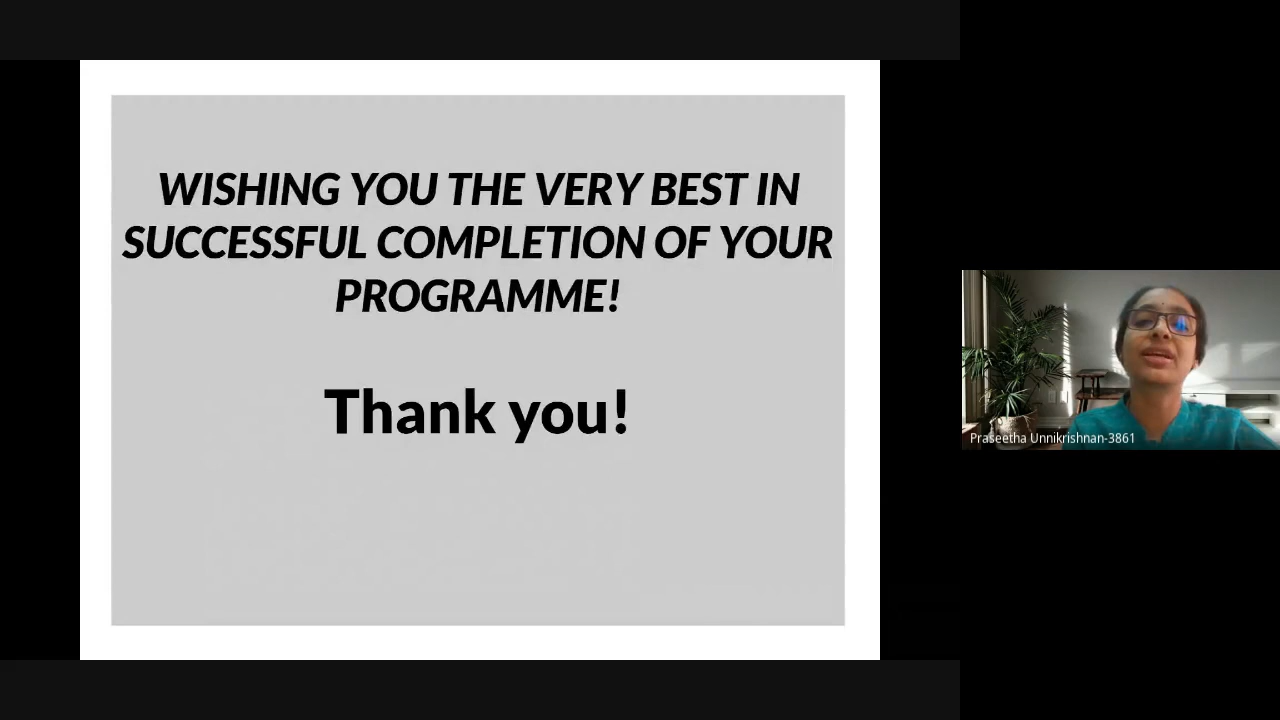 WISHING YOU THE VERY BEST IN
SUCCESSFUL COMPLETION OF YOUR
PROGRAMME!
Thank you!
Praseetha Unnikrishnan-3861